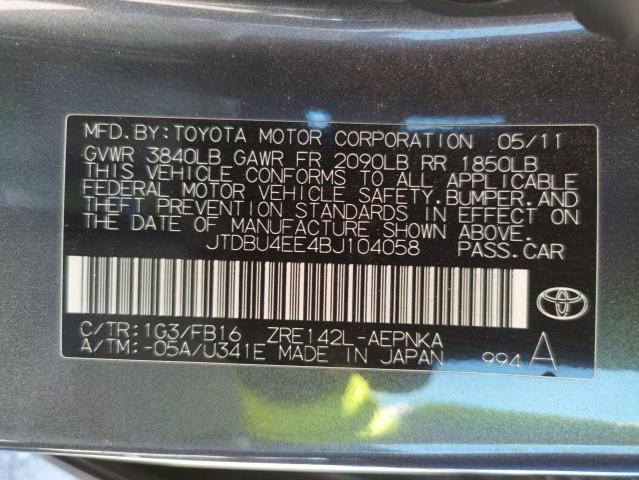 MFD.BY:TOYOTA MOTOR CORPORATION 05/11
GVWR 3840LB GAWR FR 2090LB RR 1850LB
THIS VEHICLE CONFORMS TO ALL APPLICABLE
FEDERAL MOTOR VEHICLE SAFETY.BUMPER.AND
THEFT PREVENTION STANDARDS IN EFFECT ON
THE DATE OF MANUFACTURE SHOWN ABOVE.
JTDBU4EE4BJ104058 PASS.CAR
C/TR:1G3/FB16 ZRE142L-AEPNKA
A/TM:-05A/U341E MADE IN JAPAN 994 A